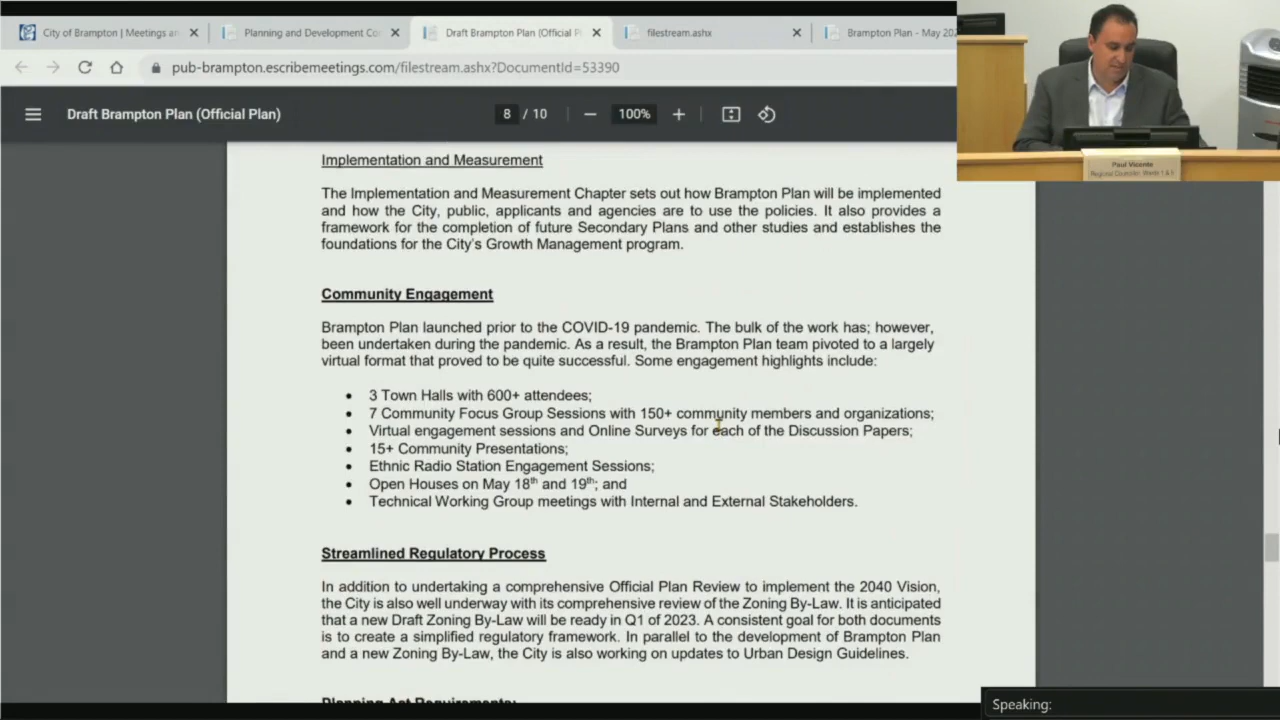 City of Brampton | Meetings an
Planning and Development Co
Draft Brampton Plan (Official P
filestream.ashx
Brampton Plan - May 202
pub-brampton.escribemeetings.com/filestream.ashx?DocumentId=53390
Draft Brampton Plan (Official Plan)
8 / 10
100%
Paul Vicente
Regional Councillor, Wards 1 & 5
Implementation and Measurement
The Implementation and Measurement Chapter sets out how Brampton Plan will be implemented
and how the City, public, applicants and agencies are to use the policies. It also provides a
framework for the completion of future Secondary Plans and other studies and establishes the
foundations for the City's Growth Management program.
Community Engagement
Brampton Plan launched prior to the COVID-19 pandemic. The bulk of the work has; however,
been undertaken during the pandemic. As a result, the Brampton Plan team pivoted to a largely
virtual format that proved to be quite successful. Some engagement highlights include:
• 3 Town Halls with 600+ attendees;
• 7 Community Focus Group Sessions with 150+ community members and organizations;
• Virtual engagement sessions and Online Surveys for each of the Discussion Papers;
• 15+ Community Presentations;
• Ethnic Radio Station Engagement Sessions;
• Open Houses on May 18th and 19th; and
• Technical Working Group meetings with Internal and External Stakeholders.
Streamlined Regulatory Process
In addition to undertaking a comprehensive Official Plan Review to implement the 2040 Vision,
the City is also well underway with its comprehensive review of the Zoning By-Law. It is anticipated
that a new Draft Zoning By-Law will be ready in Q1 of 2023. A consistent goal for both documents
is to create a simplified regulatory framework. In parallel to the development of Brampton Plan
and a new Zoning By-Law, the City is also working on updates to Urban Design Guidelines.
Planning Act Requirements:
Speaking: